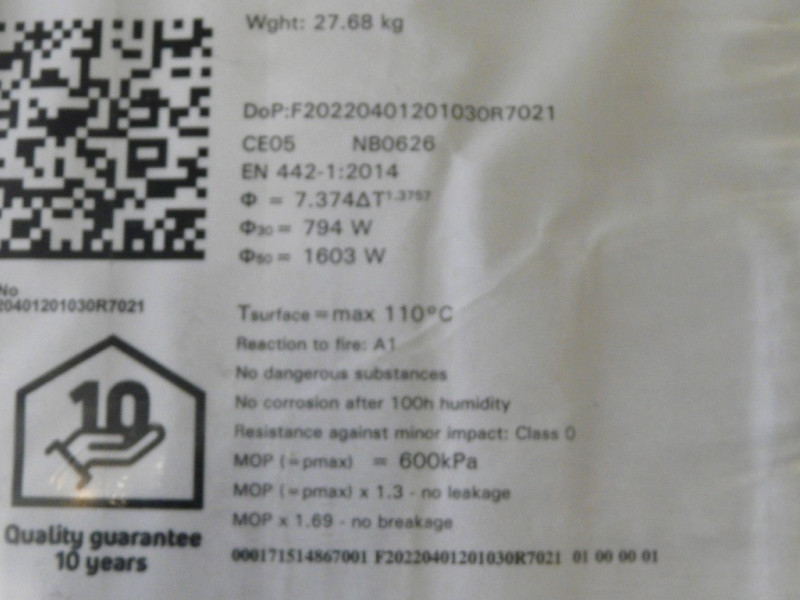 Wght: 27.68 kg
DoP:F20220401201030R7021
CE05 NB0626
EN 442-1:2014
Φ = 7.374ΔT1.3757
Φ30 = 794 W
Φ50 = 1603 W
No
20401201030R7021
Tsurface = max 110°C
Reaction to fire: A1
No dangerous substances
No corrosion after 100h humidity
Resistance against minor impact: Class 0
MOP (=pmax) = 600kPa
MOP (=pmax) x 1.3 - no leakage
MOP x 1.69 - no breakage
10
Quality guarantee
10 years
000171514867001 F20220401201030R7021 01 00 00 01